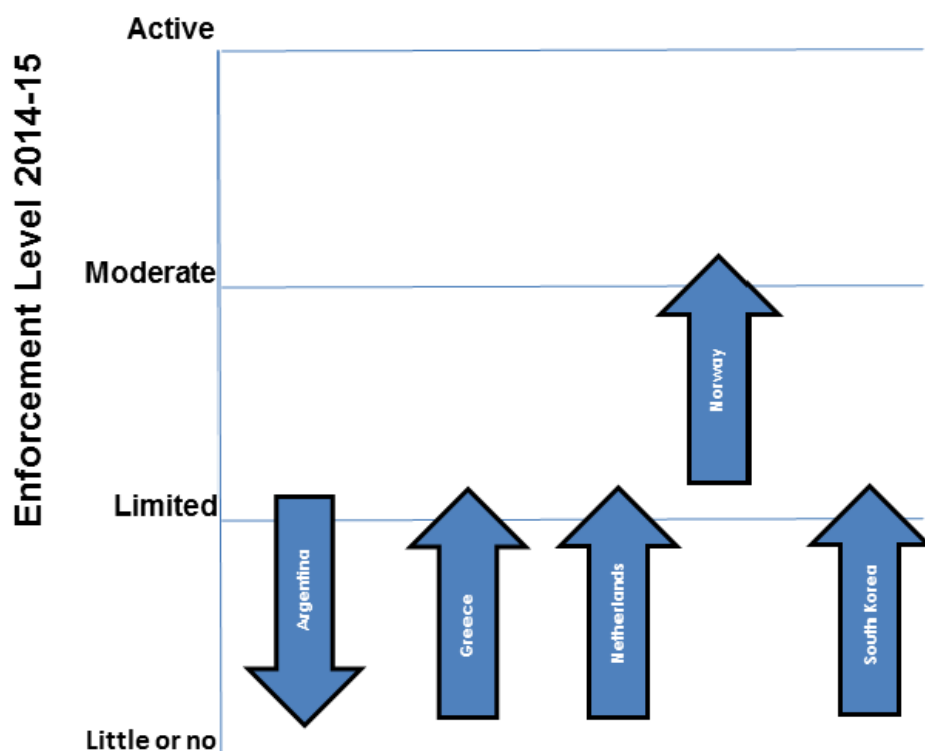 Enforcement Level 2014-15
Active
Moderate
Limited
Little or no
Argentina
Greece
Netherlands
Norway
South Korea